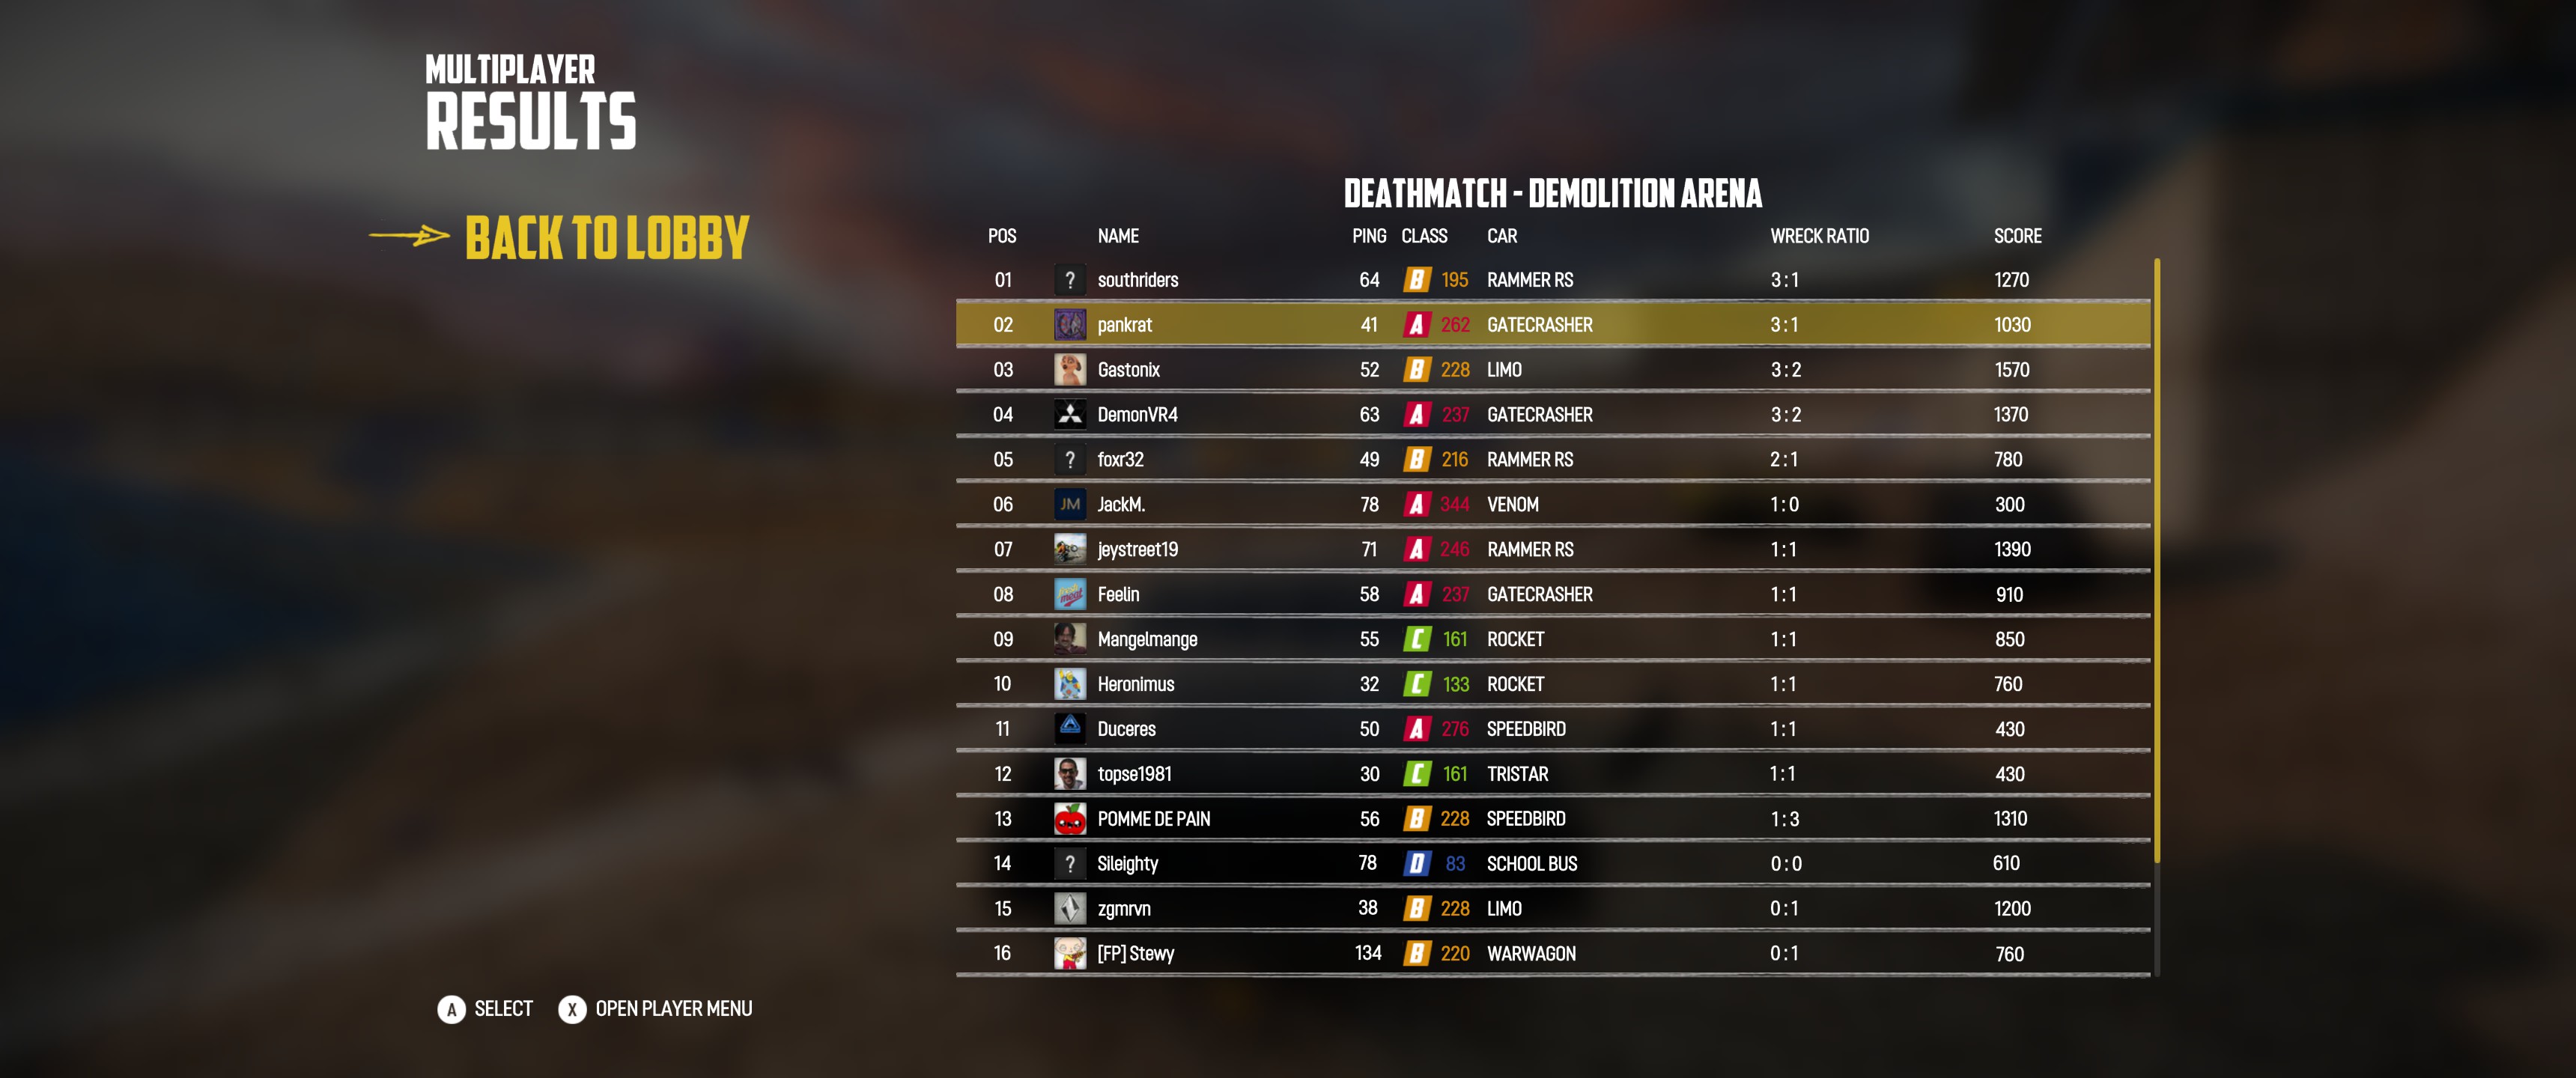 MULTIPLAYER
RESULTS
BACK TO LOBBY
DEATHMATCH - DEMOLITION ARENA
POS NAME PING CLASS CAR WRECK RATIO SCORE
01 ? southriders 64 B 195 RAMMER RS 3:1 1270
02 pankrat 41 A 262 GATECRASHER 3:1 1030
03 Gastonix 52 B 228 LIMO 3:2 1570
04 DemonVR4 63 A 237 GATECRASHER 3:2 1370
05 ? foxr32 49 B 216 RAMMER RS 2:1 780
06 JM JackM. 78 A 344 VENOM 1:0 300
07 jeystreet19 71 A 246 RAMMER RS 1:1 1390
08 Feelin 58 A 237 GATECRASHER 1:1 910
09 Mangelmange 55 C 161 ROCKET 1:1 850
10 Heronimus 32 C 133 ROCKET 1:1 760
11 Duceres 50 A 276 SPEEDBIRD 1:1 430
12 topse1981 30 C 161 TRISTAR 1:1 430
13 POMME DE PAIN 56 B 228 SPEEDBIRD 1:3 1310
14 ? Sileighty 78 D 83 SCHOOL BUS 0:0 610
15 zgmrvn 38 B 228 LIMO 0:1 1200
16 [FP] Stewy 134 B 220 WARWAGON 0:1 760
A SELECT X OPEN PLAYER MENU